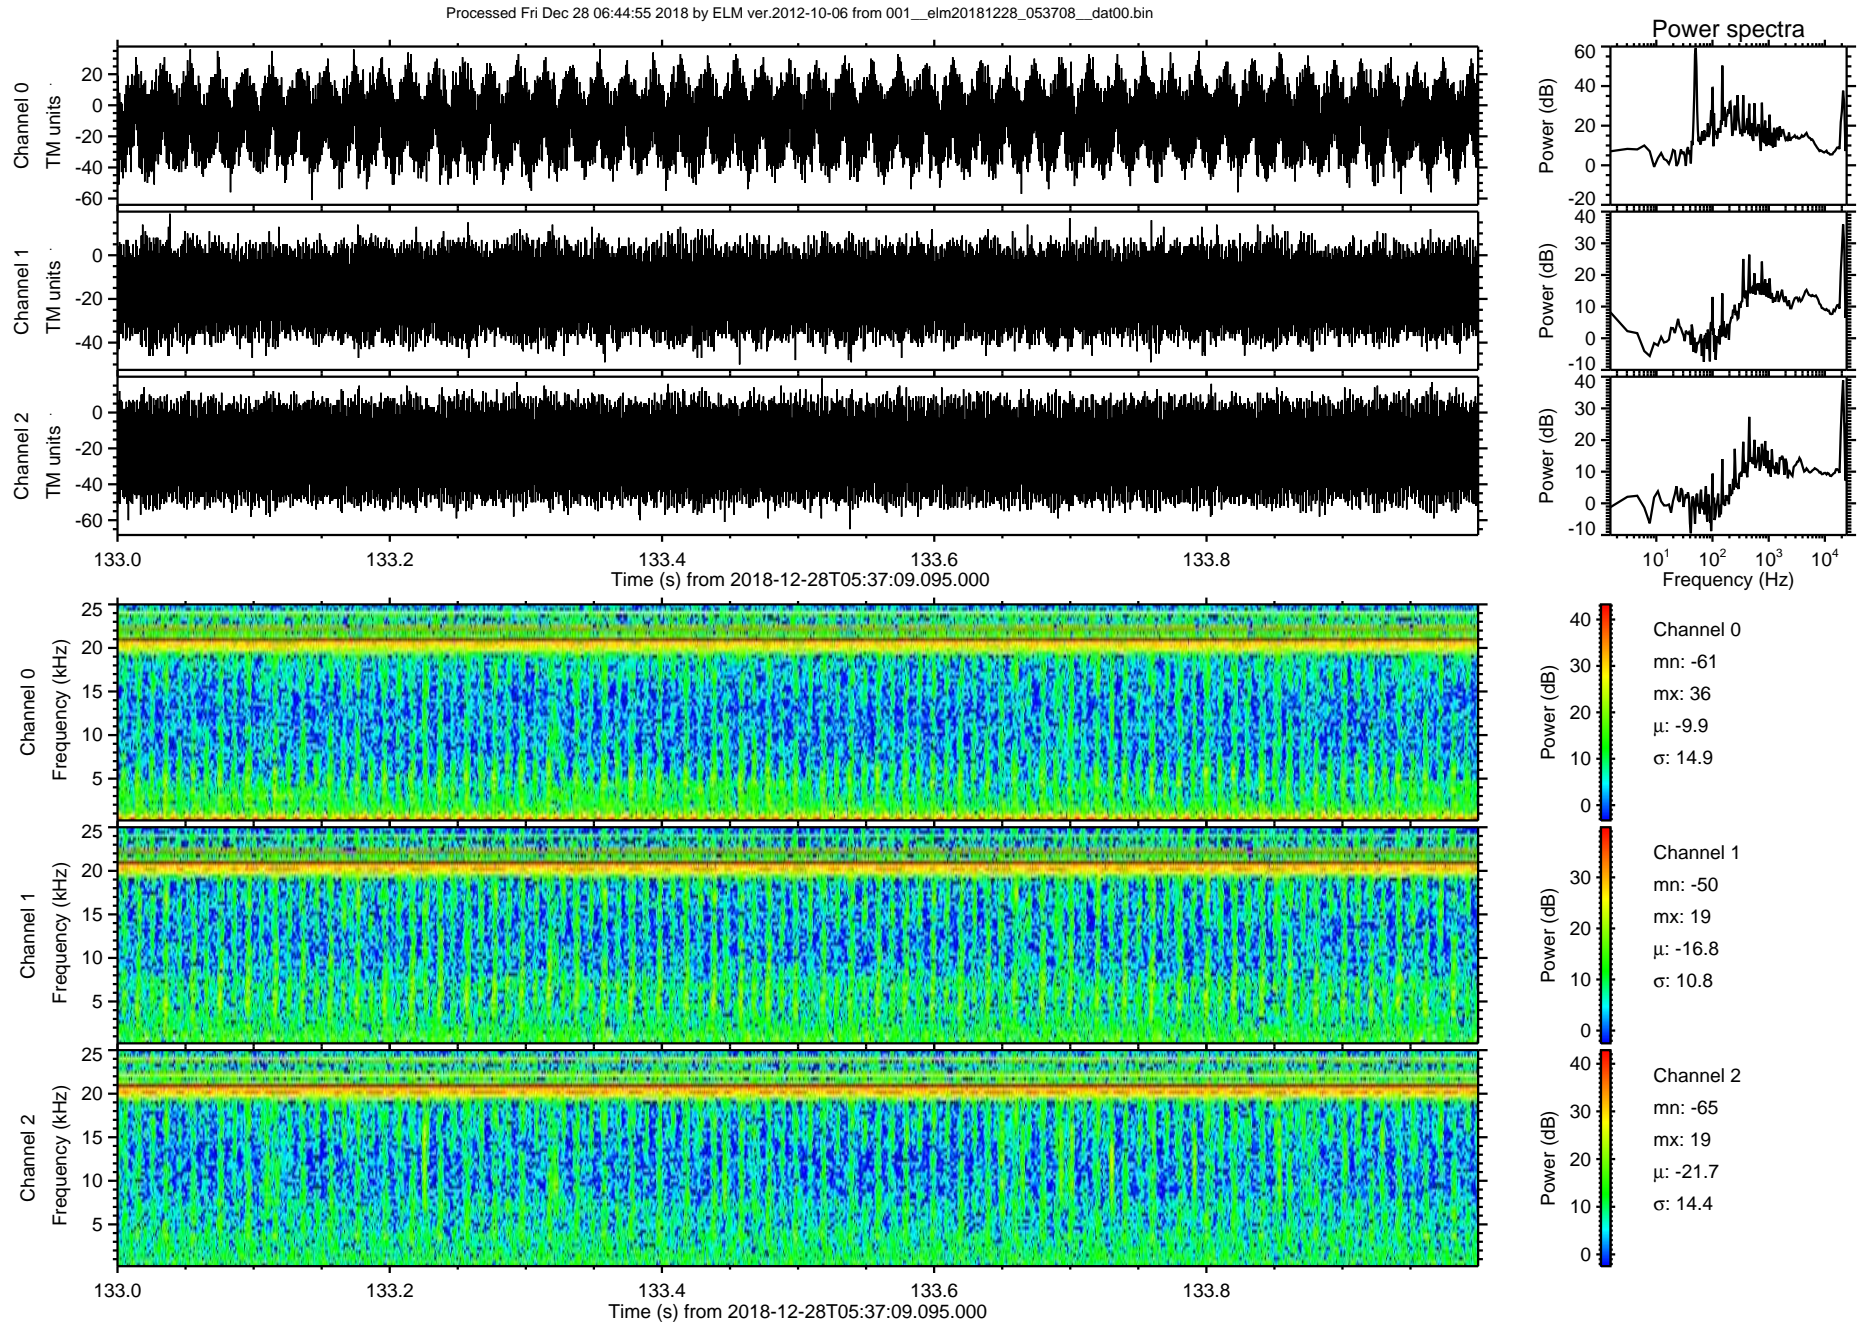 Processed Fri Dec 28 06:44:55 2018 by ELM ver.2012-10-06 from 001__elm20181228_053708__dat00.bin
Power spectra
Channel 0
TM units
20
0
-20
-40
-60
Power (dB)
60
40
20
0
-20
Channel 1
TM units
0
-20
-40
Power (dB)
40
30
20
10
0
-10
Channel 2
TM units
0
-20
-40
-60
Power (dB)
40
30
20
10
0
-10
133.0
133.2
133.4
133.6
133.8
Time (s) from 2018-12-28T05:37:09.095.000
10^1
10^2
10^3
10^4
Frequency (Hz)
Channel 0
Frequency (kHz)
25
20
15
10
5
Power (dB)
40
30
20
10
0
Channel 0
mn: -61
mx: 36
μ: -9.9
σ: 14.9
Channel 1
Frequency (kHz)
25
20
15
10
5
Power (dB)
30
20
10
0
Channel 1
mn: -50
mx: 19
μ: -16.8
σ: 10.8
Channel 2
Frequency (kHz)
25
20
15
10
5
Power (dB)
40
30
20
10
0
Channel 2
mn: -65
mx: 19
μ: -21.7
σ: 14.4
133.0
133.2
133.4
133.6
133.8
Time (s) from 2018-12-28T05:37:09.095.000